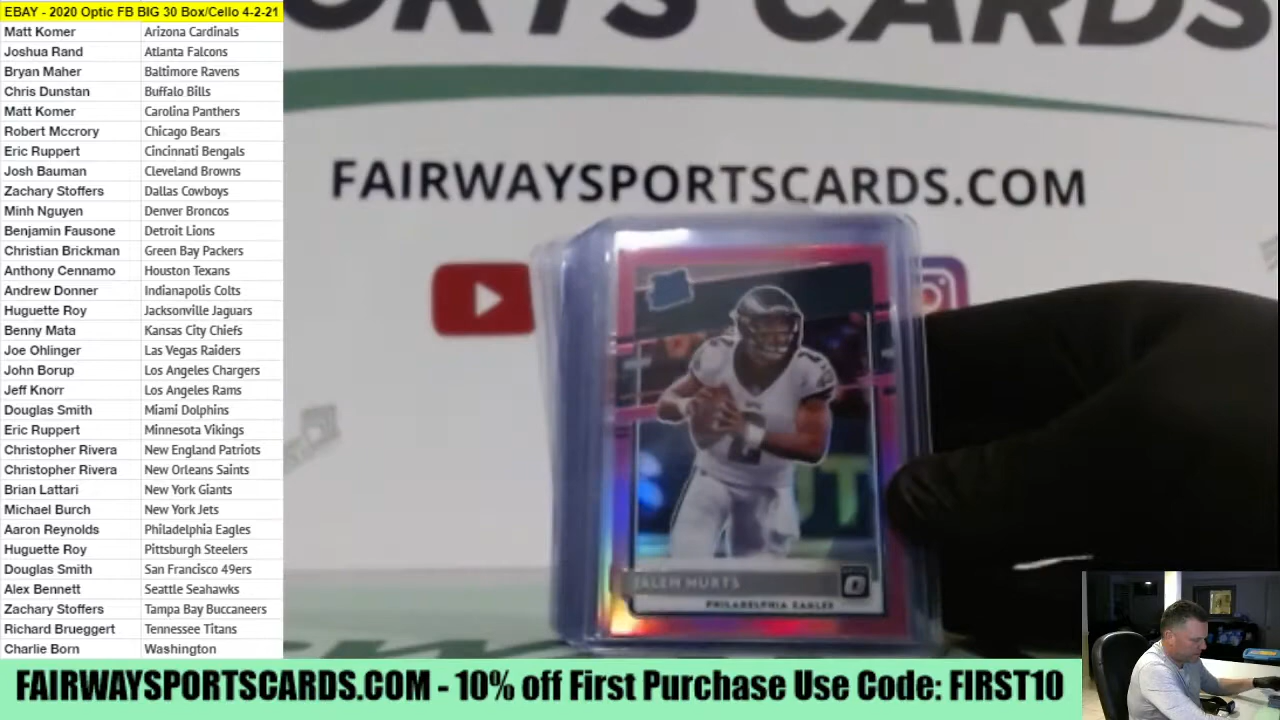 EBAY - 2020 Optic FB BIG 30 Box/Cello 4-2-21
Matt Komer Arizona Cardinals
Joshua Rand Atlanta Falcons
Bryan Maher Baltimore Ravens
Chris Dunstan Buffalo Bills
Matt Komer Carolina Panthers
Robert Mccrory Chicago Bears
Eric Ruppert Cincinnati Bengals
Josh Bauman Cleveland Browns
Zachary Stoffers Dallas Cowboys
Minh Nguyen Denver Broncos
Benjamin Fausone Detroit Lions
Christian Brickman Green Bay Packers
Anthony Cennamo Houston Texans
Andrew Donner Indianapolis Colts
Huguette Roy Jacksonville Jaguars
Benny Mata Kansas City Chiefs
Joe Ohlinger Las Vegas Raiders
John Borup Los Angeles Chargers
Jeff Knorr Los Angeles Rams
Douglas Smith Miami Dolphins
Eric Ruppert Minnesota Vikings
Christopher Rivera New England Patriots
Christopher Rivera New Orleans Saints
Brian Lattari New York Giants
Michael Burch New York Jets
Aaron Reynolds Philadelphia Eagles
Huguette Roy Pittsburgh Steelers
Douglas Smith San Francisco 49ers
Alex Bennett Seattle Seahawks
Zachary Stoffers Tampa Bay Buccaneers
Richard Brueggert Tennessee Titans
Charlie Born Washington
PORTS CARDS
FAIRWAYSPORTSCARDS.COM
JALEN HURTS
PHILADELPHIA EAGLES
FAIRWAYSPORTSCARDS.COM - 10% off First Purchase Use Code: FIRST10